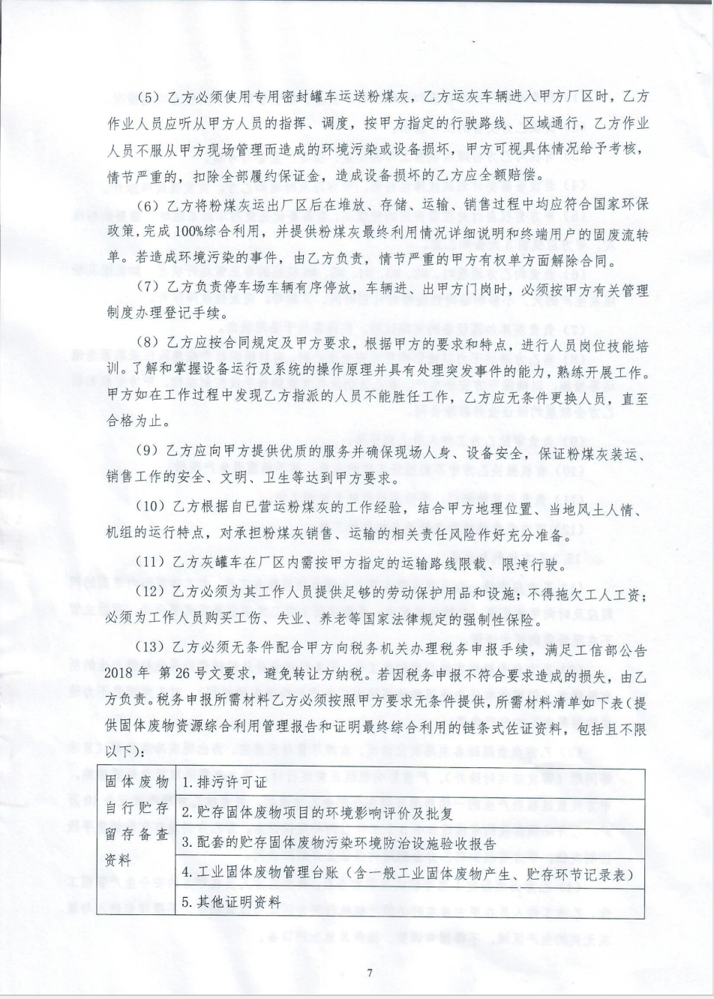 （5）乙方必须使用专用密封罐车运送粉煤灰，乙方运灰车辆进入甲方厂区时，乙方
作业人员应听从甲方人员的指挥、调度，按甲方指定的行驶路线、区域通行，乙方作业
人员不服从甲方现场管理而造成的环境污染或设备损坏，甲方可视具体情况给予考核，
情节严重的，扣除全部履约保证金，造成设备损坏的乙方应全额赔偿。
（6）乙方将粉煤灰运出厂区后在堆放、存储、运输、销售过程中均应符合国家环保
政策,完成100%综合利用，并提供粉煤灰最终利用情况详细说明和终端用户的固废流转
单。若造成环境污染的事件，由乙方负责，情节严重的甲方有权单方面解除合同。
（7）乙方负责停车场车辆有序停放，车辆进、出甲方门岗时，必须按甲方有关管理
制度办理登记手续。
（8）乙方应按合同规定及甲方要求，根据甲方的要求和特点，进行人员岗位技能培
训。了解和掌握设备运行及系统的操作原理并具有处理突发事件的能力，熟练开展工作。
甲方如在工作过程中发现乙方指派的人员不能胜任工作，乙方应无条件更换人员，直至
合格为止。
（9）乙方应向甲方提供优质的服务并确保现场人身、设备安全，保证粉煤灰装运、
销售工作的安全、文明、卫生等达到甲方要求。
（10）乙方根据自已营运粉煤灰的工作经验，结合甲方地理位置、当地风土人情、
机组的运行特点，对承担粉煤灰销售、运输的相关责任风险作好充分准备。
（11）乙方灰罐车在厂区内需按甲方指定的运输路线限载、限速行驶。
（12）乙方必须为其工作人员提供足够的劳动保护用品和设施；不得拖欠工人工资；
必须为工作人员购买工伤、失业、养老等国家法律规定的强制性保险。
（13）乙方必须无条件配合甲方向税务机关办理税务申报手续，满足工信部公告
2018 年 第 26 号文要求，避免转让方纳税。若因税务申报不符合要求造成的损失，由乙
方负责。税务申报所需材料乙方必须按照甲方要求无条件提供，所需材料清单如下表（提
供固体废物资源综合利用管理报告和证明最终综合利用的链条式佐证资料，包括且不限
以下）：
固体废物
自行贮存
留存备查
资料
1.排污许可证
2.贮存固体废物项目的环境影响评价及批复
3.配套的贮存固体废物污染环境防治设施验收报告
4.工业固体废物管理台账（含一般工业固体废物产生、贮存环节记录表）
5.其他证明资料
7